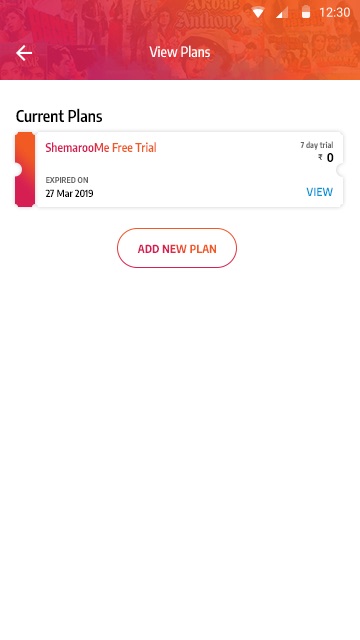 12:30
View Plans
Current Plans
ShemarooMe Free Trial
7 day trial
₹ 0
EXPIRED ON
27 Mar 2019
VIEW
ADD NEW PLAN